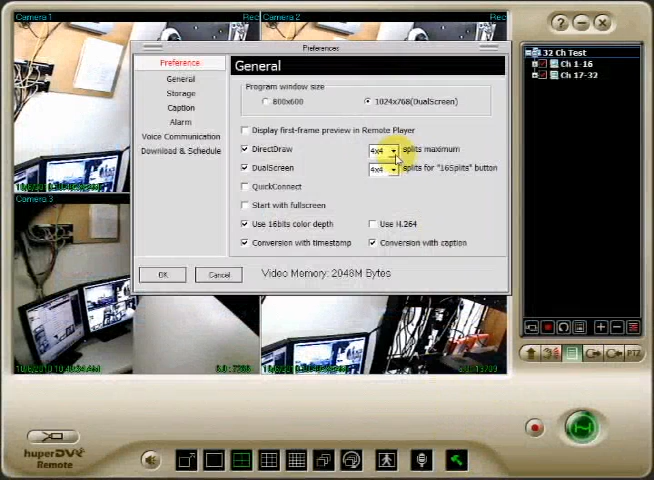 Camera 1
Rec
Camera 2
Rec
Preferences
Preference
General
Storage
Caption
Alarm
Voice Communication
Download & Schedule
General
Program window size
800x600
1024x768(DualScreen)
Display first-frame preview in Remote Player
DirectDraw
4x4
splits maximum
DualScreen
4x4
splits for "16Splits" button
QuickConnect
Start with fullscreen
Use 16bits color depth
Use H.264
Conversion with timestamp
Conversion with caption
OK
Cancel
Video Memory: 2048M Bytes
Camera 3
32 Ch Test
Ch 1-16
Ch 17-32
PTZ
huperDVR
Remote